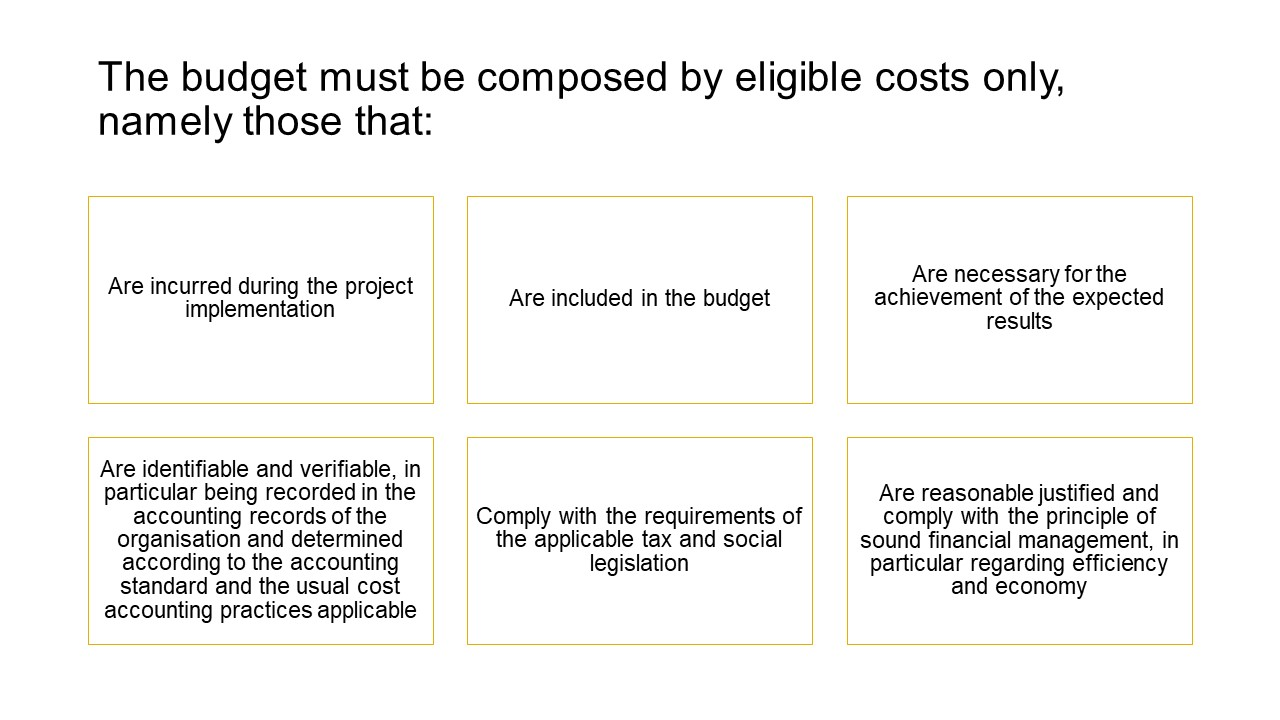 The budget must be composed by eligible costs only,
namely those that:
Are incurred during the project
implementation
Are included in the budget
Are necessary for the
achievement of the expected
results
Are identifiable and verifiable, in
particular being recorded in the
accounting records of the
organisation and determined
according to the accounting
standard and the usual cost
accounting practices applicable
Comply with the requirements of
the applicable tax and social
legislation
Are reasonable justified and
comply with the principle of
sound financial management, in
particular regarding efficiency
and economy